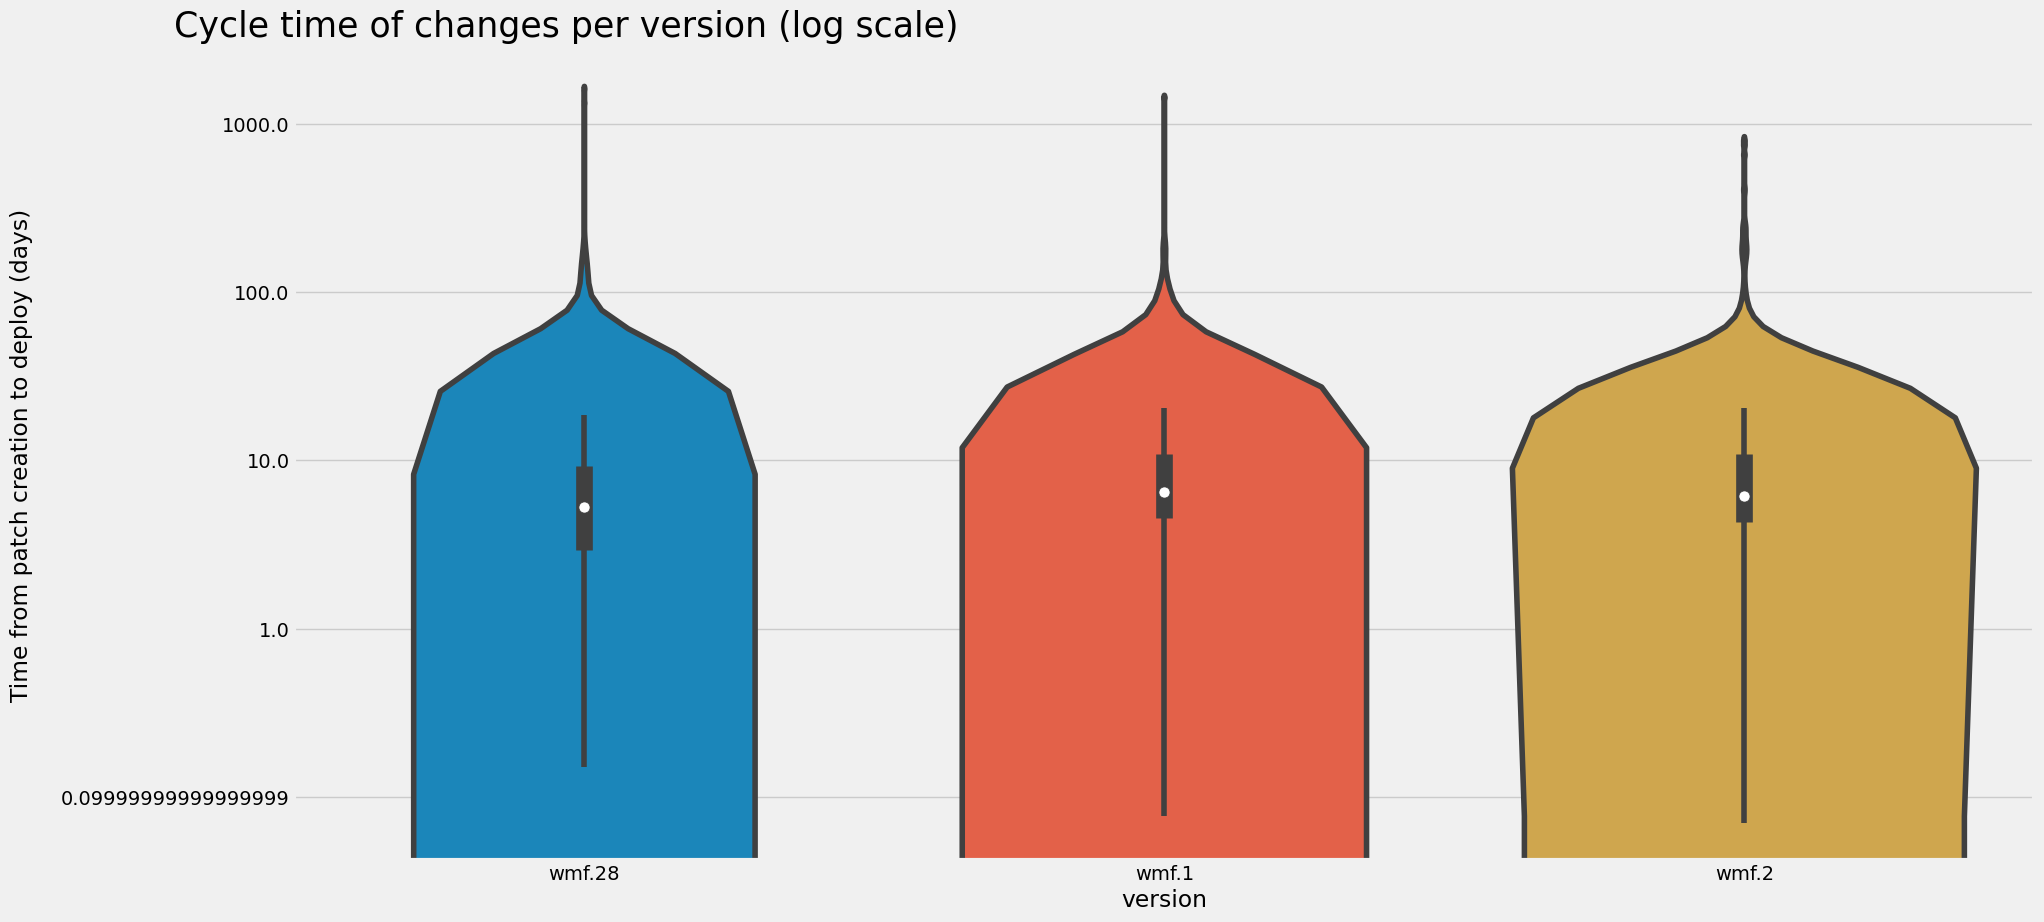 Cycle time of changes per version (log scale)
Time from patch creation to deploy (days)
1000.0
100.0
10.0
1.0
0.09999999999999999
wmf.28
wmf.1
wmf.2
version